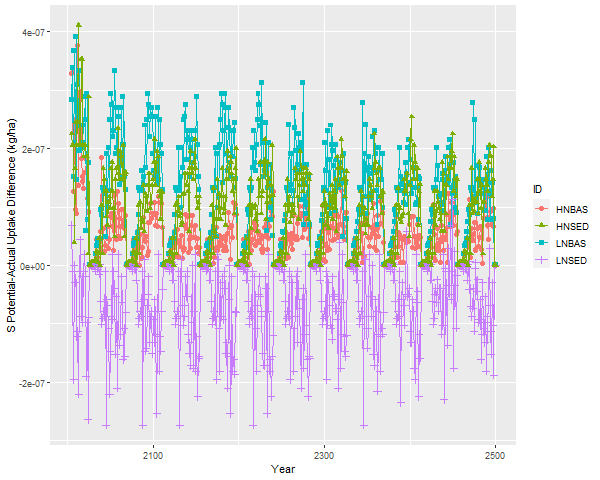 S Potential-Actual Uptake Difference (kg/ha)
4e-07
2e-07
0e+00
-2e-07
2100
2300
2500
Year
ID
HNBAS
HNSED
LNBAS
LNSED